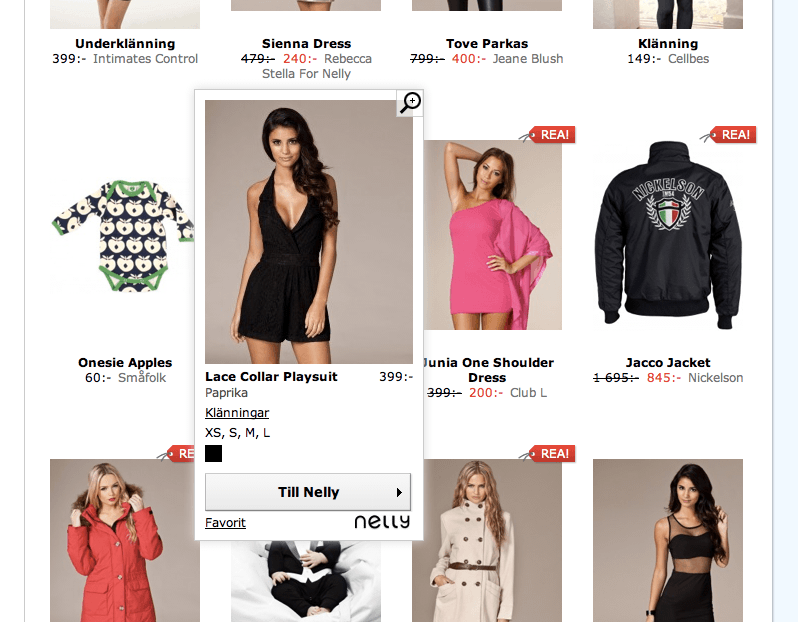 Underklänning
399:- Intimates Control
Sienna Dress
479:- 240:- Rebecca
Stella For Nelly
Tove Parkas
799:- 400:- Jeane Blush
Klänning
149:- Cellbes
REA!
REA!
NICKELSON
Onesie Apples
60:- Småfolk
Lace Collar Playsuit 399:-
Paprika
Klänningar
XS, S, M, L
Till Nelly
Favorit nelly
Junia One Shoulder
Dress
399:- 200:- Club L
Jacco Jacket
1 695:- 845:- Nickelson
RE
REA!